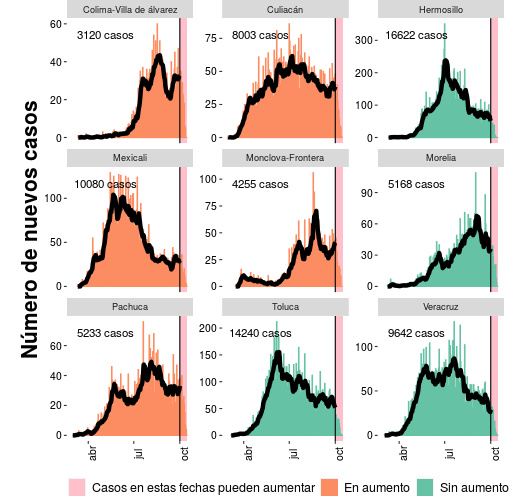 Número de nuevos casos
Colima-Villa de álvarez
Culiacán
Hermosillo
3120 casos
8003 casos
16622 casos
60
40
20
0
75
50
25
0
300
200
100
0
Mexicali
Monclova-Frontera
Morelia
10080 casos
4255 casos
5168 casos
100
50
0
100
75
50
25
0
90
60
30
0
Pachuca
Toluca
Veracruz
5233 casos
14240 casos
9642 casos
60
40
20
0
200
150
100
50
0
100
50
0
abr jul oct
abr jul oct
abr jul oct
Casos en estas fechas pueden aumentar En aumento Sin aumento